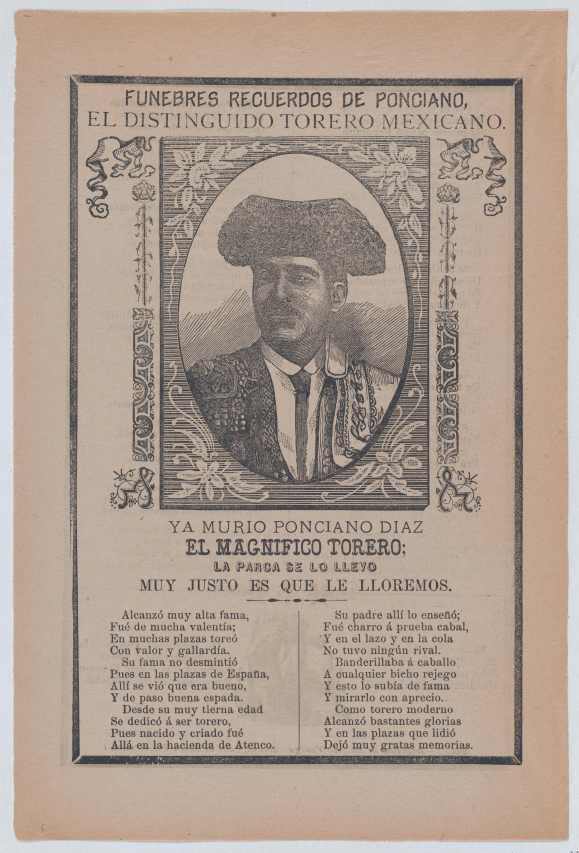 FUNEBRES RECUERDOS DE PONCIANO,
EL DISTINGUIDO TORERO MEXICANO.
YA MURIO PONCIANO DIAZ
EL MAGNIFICO TORERO;
LA PARCA SE LO LLEVO
MUY JUSTO ES QUE LE LLOREMOS.
Alcanzó muy alta fama,
Fué de mucha valentía;
En muchas plazas toreó
Con valor y gallardía.
Su fama no desmintió
Pues en las plazas de España,
Allí se vió que era bueno,
Y de paso buena espada.
Desde su muy tierna edad
Se dedicó á ser torero,
Pues nacido y criado fué
Allá en la hacienda de Atenco.
Su padre allí lo enseñó;
Fué charro á prueba cabal,
Y en el lazo y en la cola
No tuvo ningún rival.
Banderillaba á caballo
A cualquier bicho rejego
Y esto lo subía de fama
Y mirarlo con aprecio.
Como torero moderno
Alcanzó bastantes glorias
Y en las plazas que lidió
Dejó muy gratas memorias.